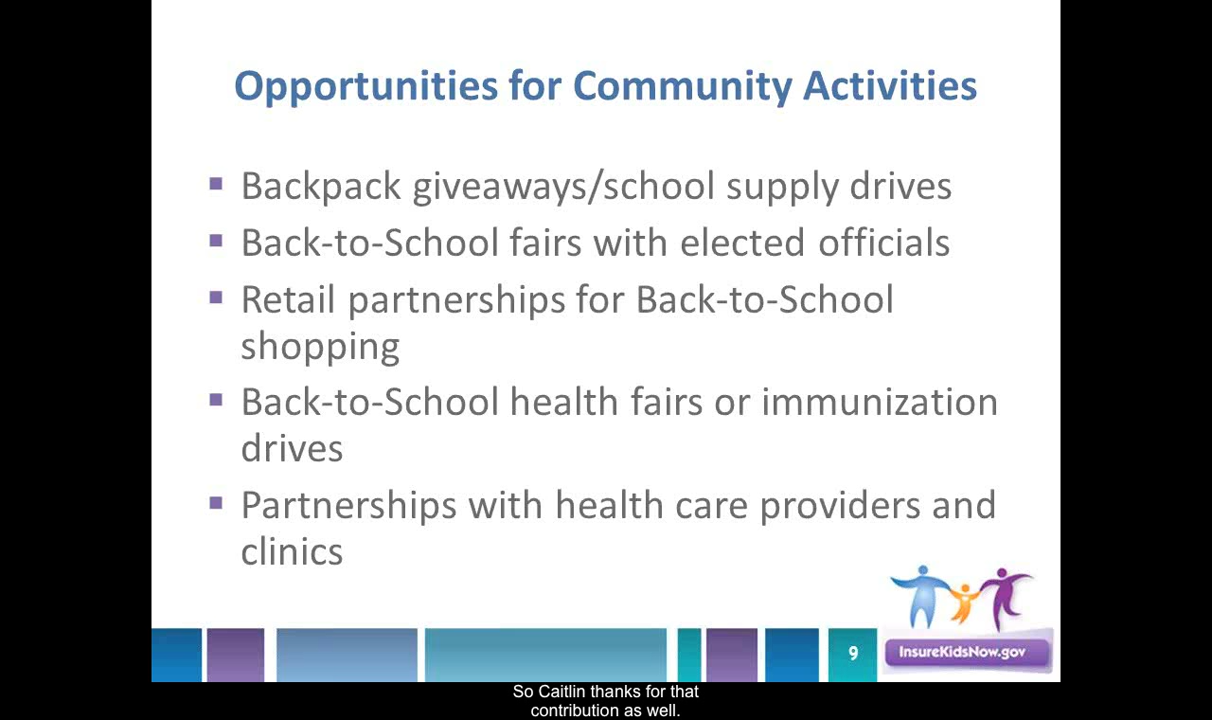 Opportunities for Community Activities
▪ Backpack giveaways/school supply drives
▪ Back-to-School fairs with elected officials
▪ Retail partnerships for Back-to-School
shopping
▪ Back-to-School health fairs or immunization
drives
▪ Partnerships with health care providers and
clinics
9
InsureKidsNow.gov
So Caitlin thanks for that
contribution as well.